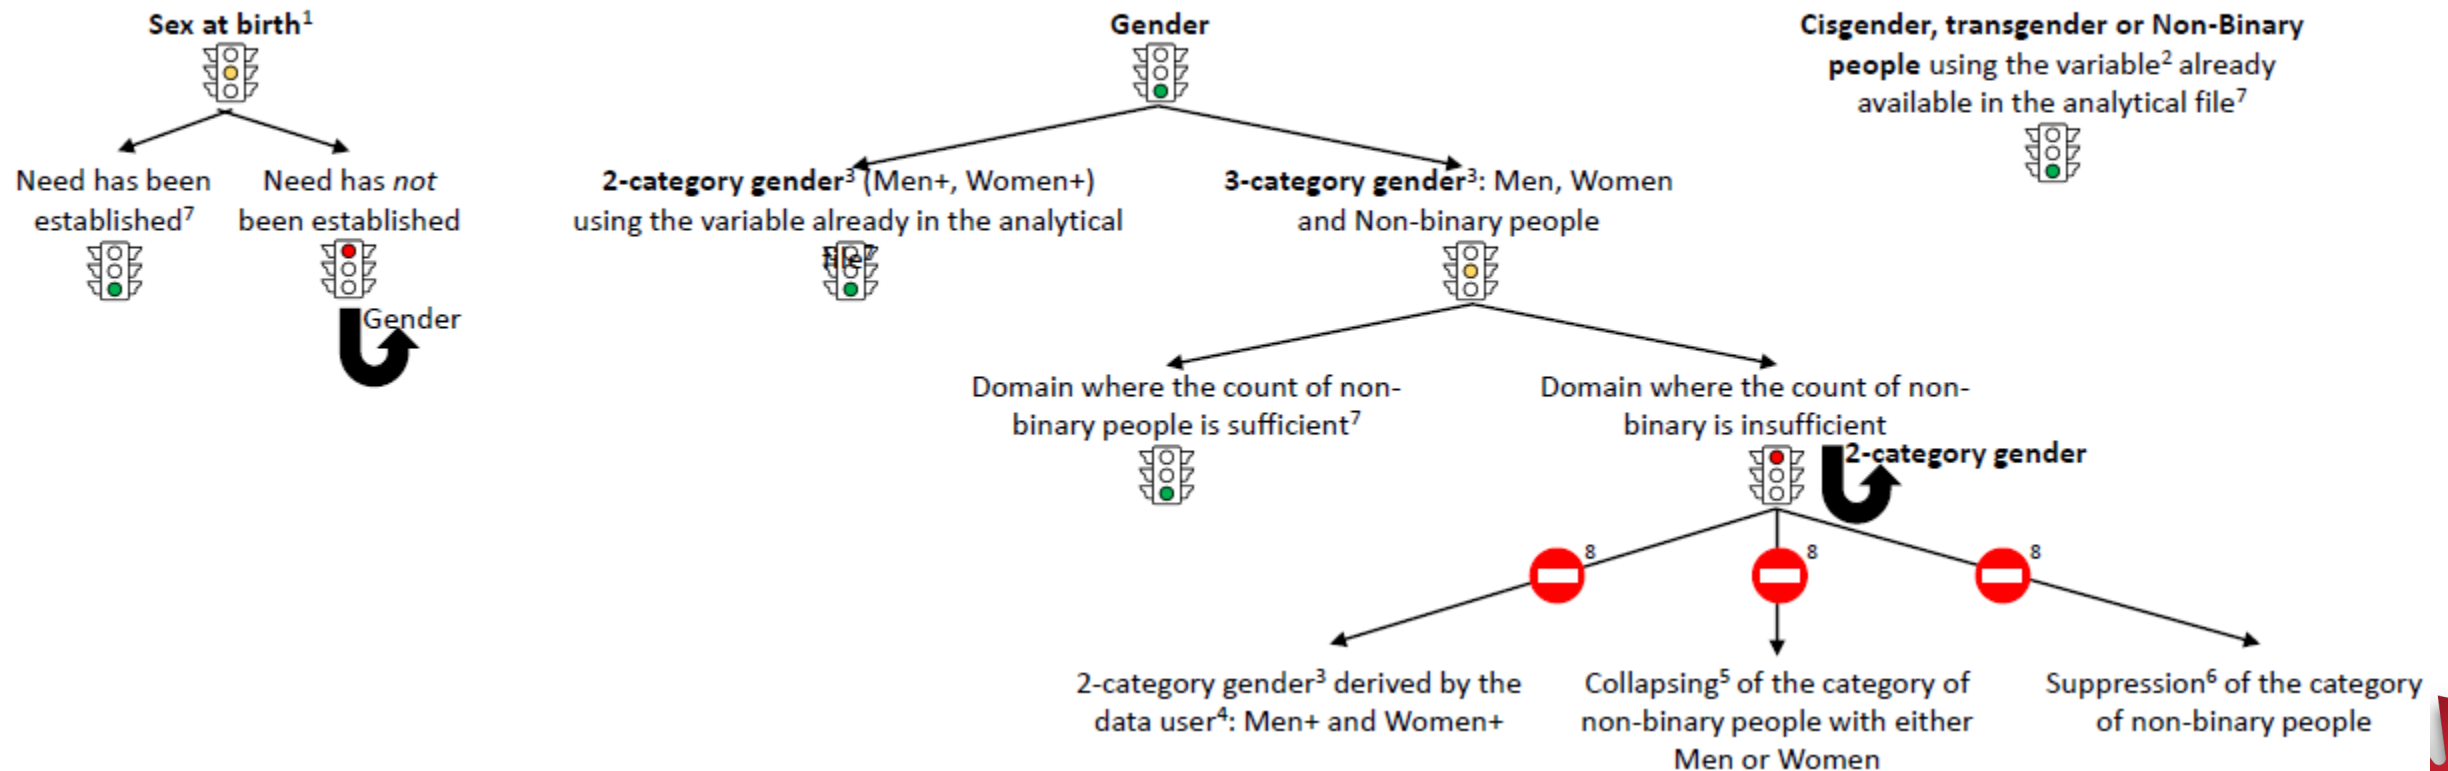 Sex at birth¹
Need has been
established⁷
Need has not
been established
Gender
Gender
2-category gender³ (Men+, Women+)
using the variable already in the analytical
file⁷
3-category gender³: Men, Women
and Non-binary people
Domain where the count of non-
binary people is sufficient⁷
Domain where the count of non-
binary is insufficient
2-category gender
8
8
8
2-category gender³ derived by the
data user⁴: Men+ and Women+
Collapsing⁵ of the category of
non-binary people with either
Men or Women
Suppression⁶ of the category
of non-binary people
Cisgender, transgender or Non-Binary
people using the variable² already
available in the analytical file⁷